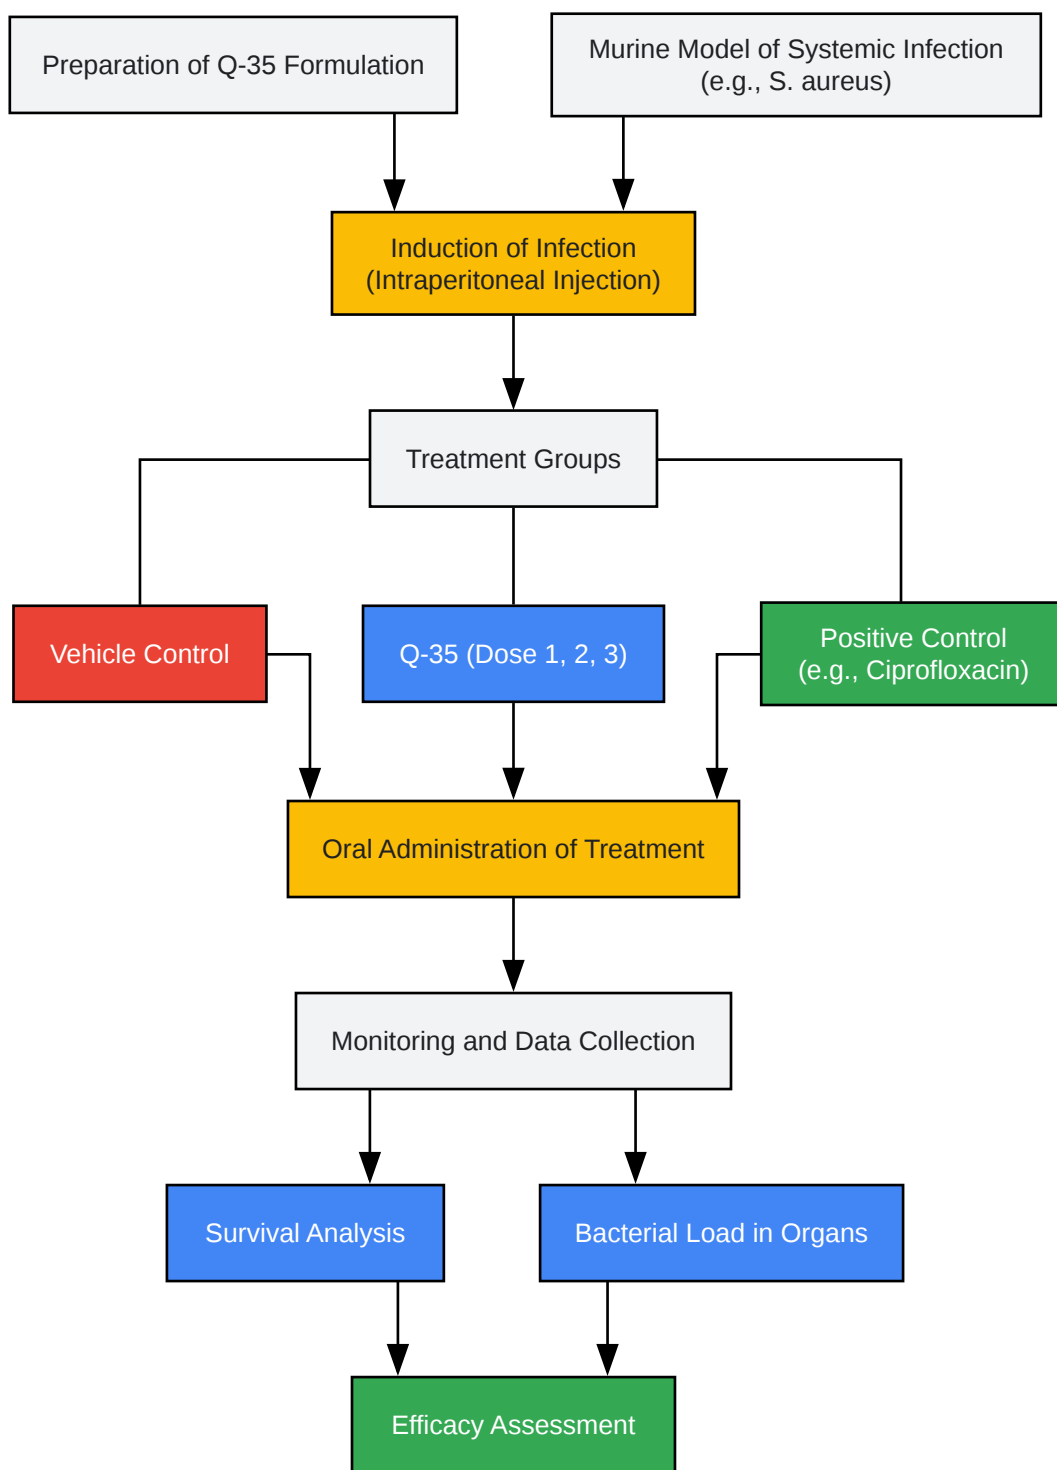 Preparation of Q-35 Formulation
Murine Model of Systemic Infection
(e.g., S. aureus)
Induction of Infection
(Intraperitoneal Injection)
Treatment Groups
Vehicle Control
Q-35 (Dose 1, 2, 3)
Positive Control
(e.g., Ciprofloxacin)
Oral Administration of Treatment
Monitoring and Data Collection
Survival Analysis
Bacterial Load in Organs
Efficacy Assessment